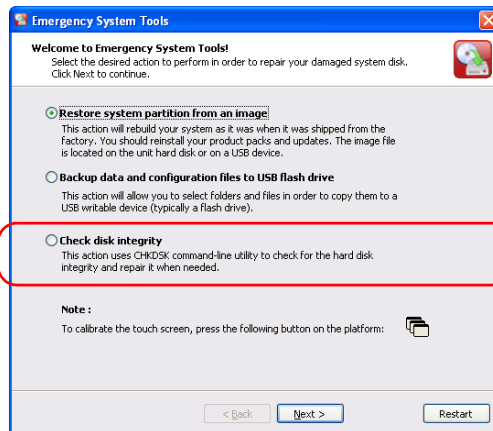 Emergency System Tools
Welcome to Emergency System Tools!
Select the desired action to perform in order to repair your damaged system disk.
Click Next to continue.
Restore system partition from an image
This action will rebuild your system as it was when it was shipped from the
factory. You should reinstall your product packs and updates. The image file
is located on the unit hard disk or on a USB device.
Backup data and configuration files to USB flash drive
This action will allow you to select folders and files in order to copy them to a
USB writable device (typically a flash drive).
Check disk integrity
This action uses CHKDSK command-line utility to check for the hard disk
integrity and repair it when needed.
Note :
To calibrate the touch screen, press the following button on the platform:
< Back
Next >
Restart